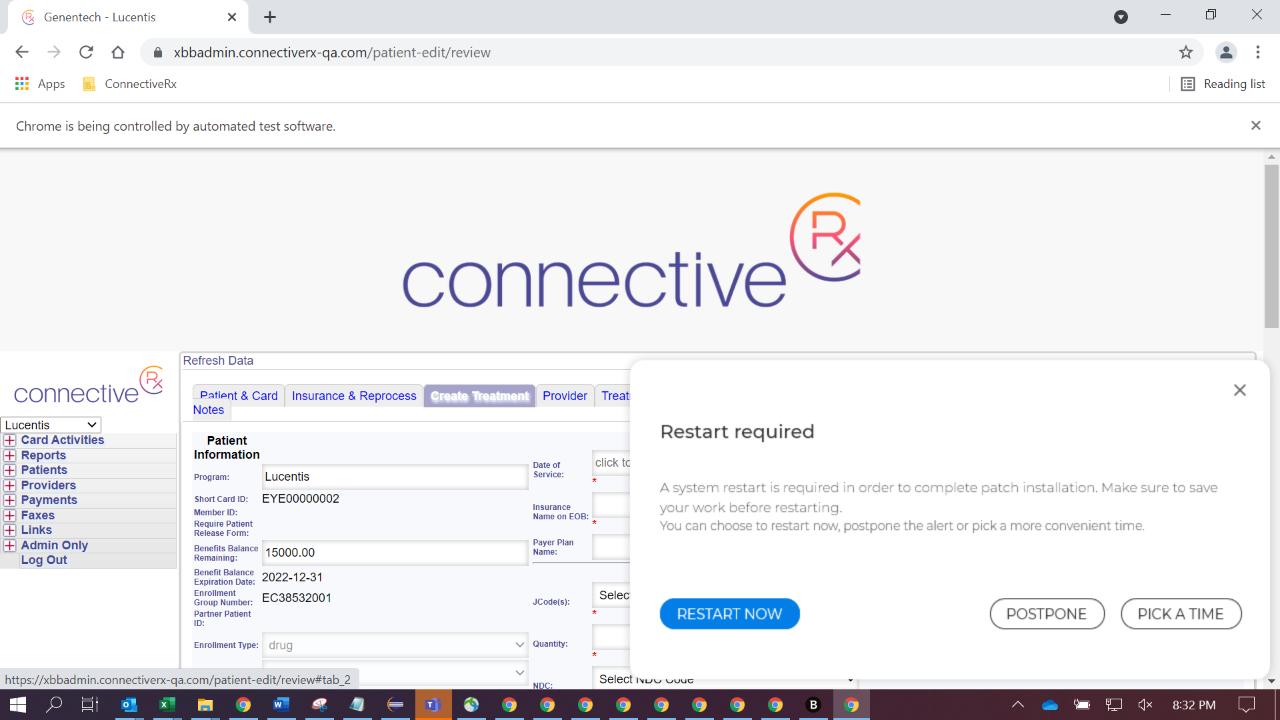 Genentech - Lucentis
xbbadmin.connectiverx-qa.com/patient-edit/review
Apps
ConnectiveRx
Reading list
Chrome is being controlled by automated test software.
connective Rx
Refresh Data
connective Rx
Patient & Card
Insurance & Reprocess
Create Treatment
Provider
Treat
Notes
Lucentis
Card Activities
Reports
Patients
Providers
Payments
Faxes
Links
Admin Only
Log Out
Patient
Information
Program:
Lucentis
Short Card ID:
EYE00000002
Member ID:
Require Patient
Release Form:
Benefits Balance
Remaining:
15000.00
Benefit Balance
Expiration Date:
2022-12-31
Enrollment
Group Number:
EC38532001
Partner Patient
ID:
Enrollment Type:
drug
Date of
Service:
click to
*
Insurance
Name on EOB:
*
Payer Plan
Name:
JCode(s):
Selec
*
Quantity:
*
NDC:
Select NDC Code
Restart required
A system restart is required in order to complete patch installation. Make sure to save
your work before restarting.
You can choose to restart now, postpone the alert or pick a more convenient time.
RESTART NOW
POSTPONE
PICK A TIME
https://xbbadmin.connectiverx-qa.com/patient-edit/review#tab_2
8:32 PM